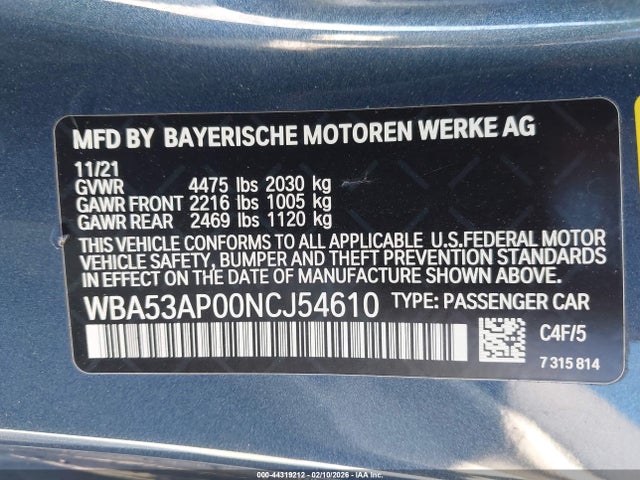 MFD BY BAYERISCHE MOTOREN WERKE AG
11/21
GVWR 4475 lbs 2030 kg
GAWR FRONT 2216 lbs 1005 kg
GAWR REAR 2469 lbs 1120 kg
THIS VEHICLE CONFORMS TO ALL APPLICABLE U.S.FEDERAL MOTOR
VEHICLE SAFETY, BUMPER AND THEFT PREVENTION STANDARDS
IN EFFECT ON THE DATE OF MANUFACTURE SHOWN ABOVE.
WBA53AP00NCJ54610 TYPE: PASSENGER CAR
C4F/5
7 315 814
000-44319212 - 02/10/2026 - IAAI.COM